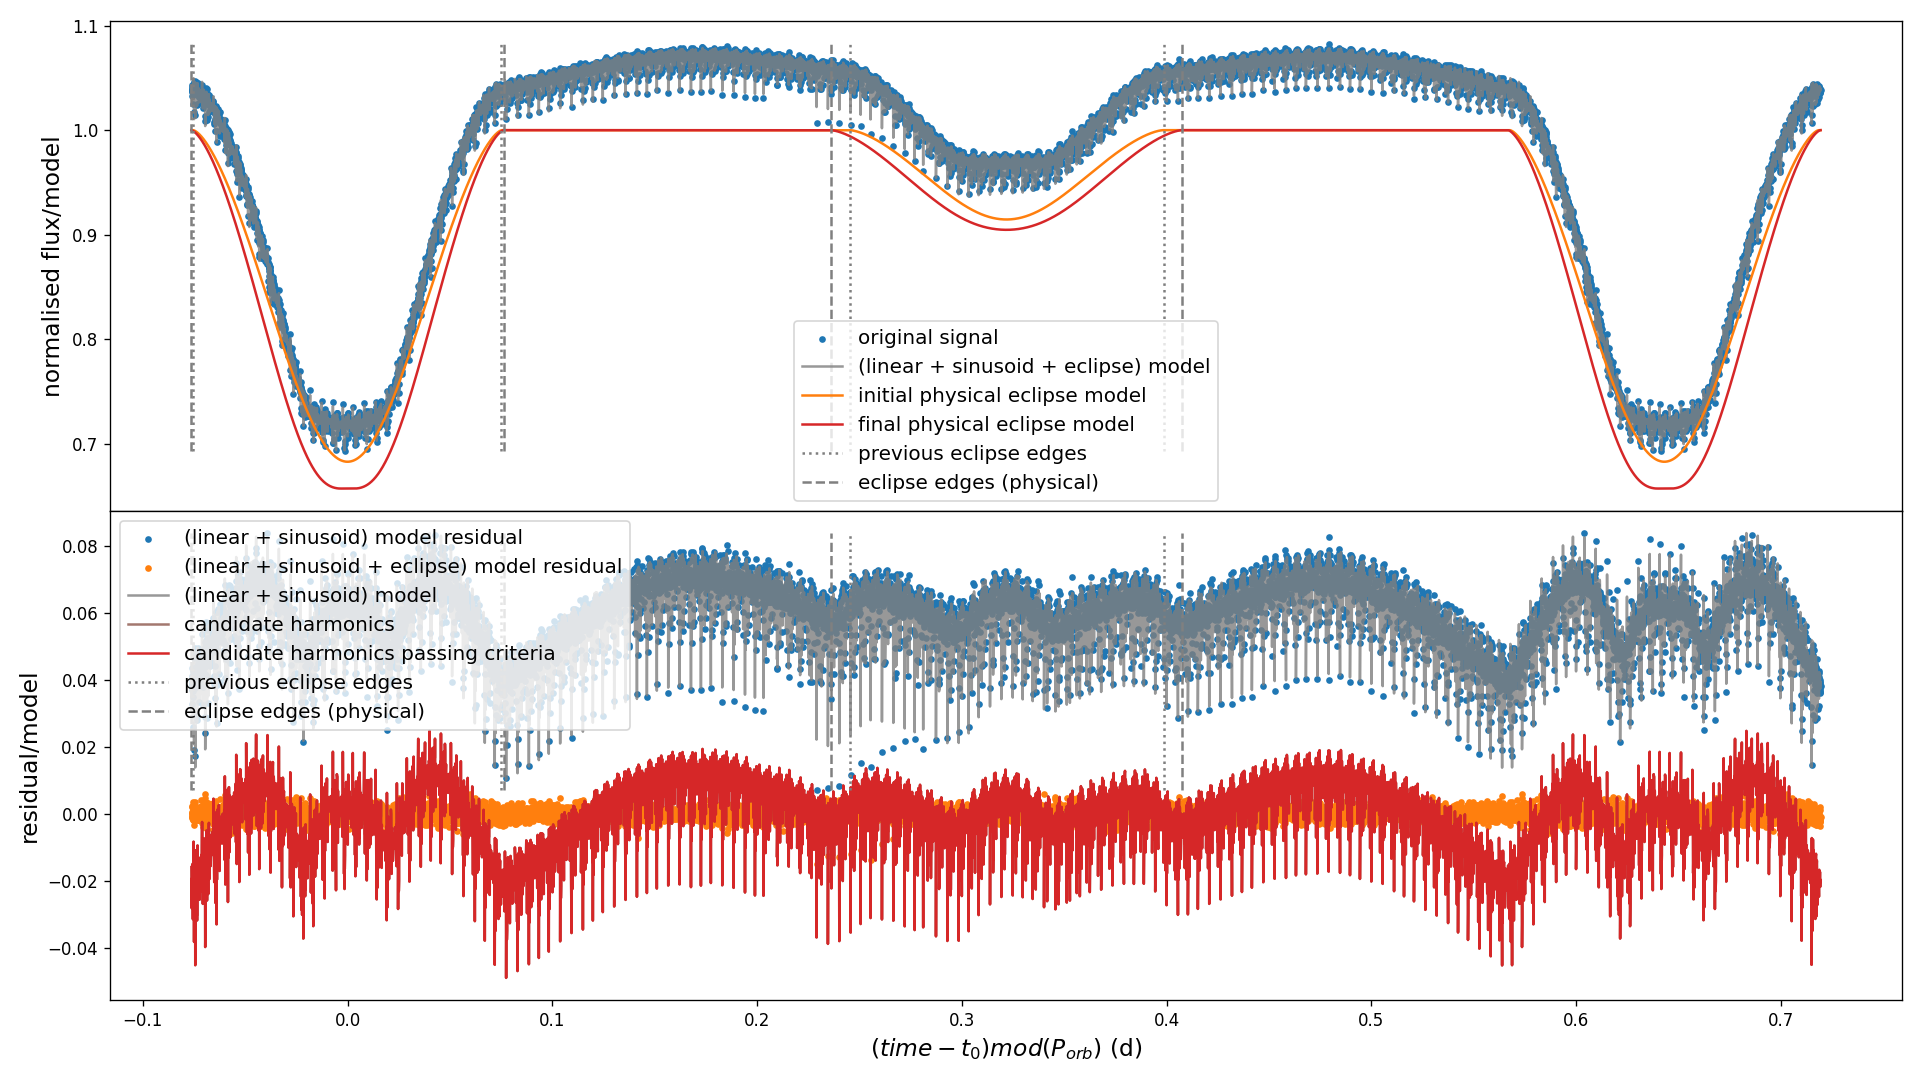 normalised flux/model
1.1
1.0
0.9
0.8
0.7
original signal
(linear + sinusoid + eclipse) model
initial physical eclipse model
final physical eclipse model
previous eclipse edges
eclipse edges (physical)
residual/model
0.08
0.06
0.04
0.02
0.00
−0.02
−0.04
(linear + sinusoid) model residual
(linear + sinusoid + eclipse) model residual
(linear + sinusoid) model
candidate harmonics
candidate harmonics passing criteria
previous eclipse edges
eclipse edges (physical)
−0.1 0.0 0.1 0.2 0.3 0.4 0.5 0.6 0.7
(time − t₀)mod(Pₒᵣb) (d)